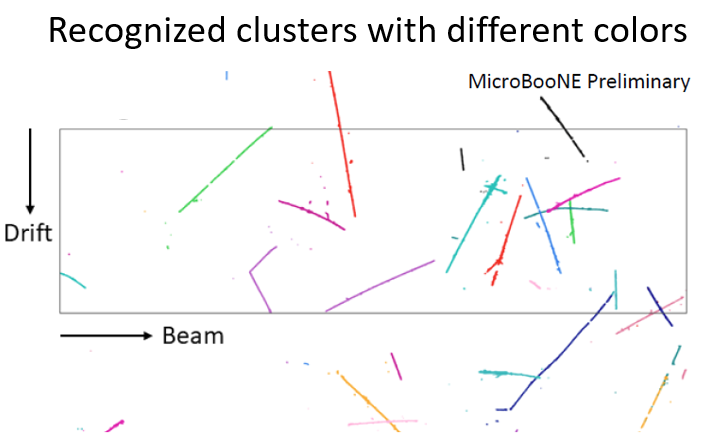 Recognized clusters with different colors
MicroBooNE Preliminary
Drift
Beam